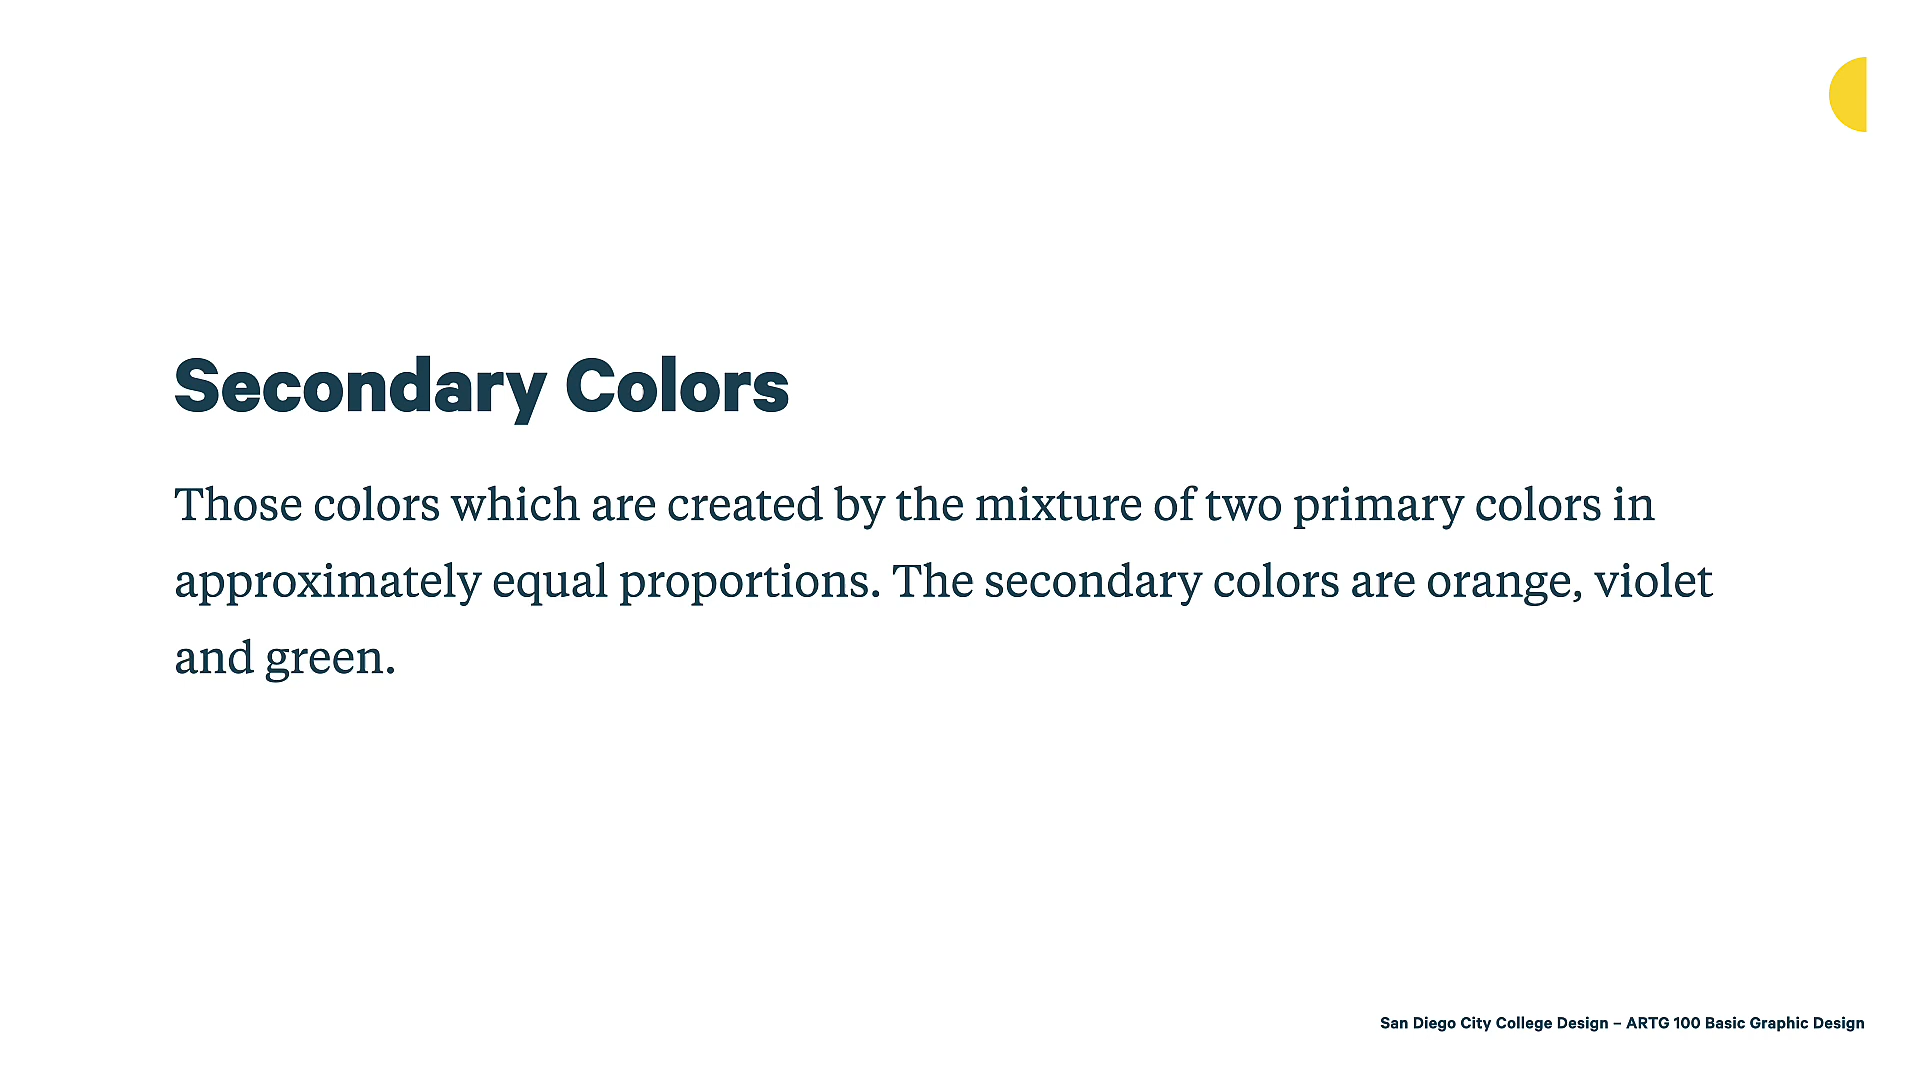 Secondary Colors
Those colors which are created by the mixture of two primary colors in
approximately equal proportions. The secondary colors are orange, violet
and green.
San Diego City College Design – ARTG 100 Basic Graphic Design